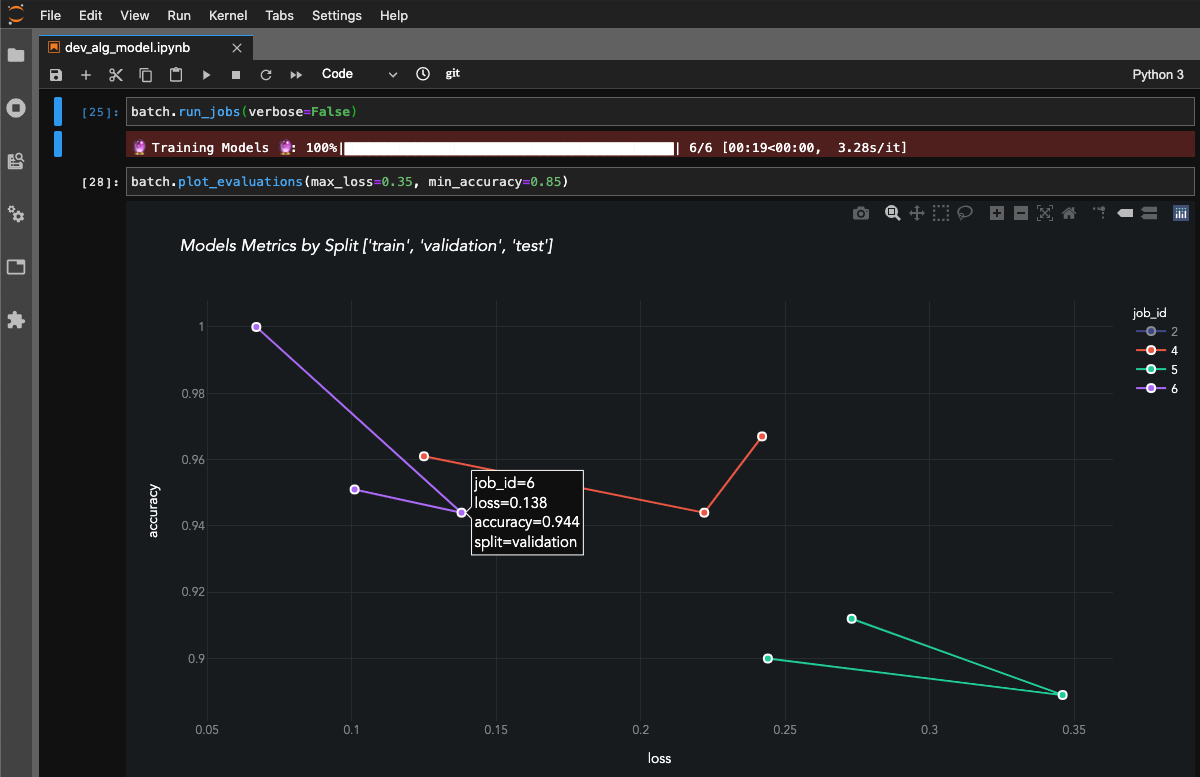 File Edit View Run Kernel Tabs Settings Help
dev_alg_model.ipynb
Code git Python 3
[25]: batch.run_jobs(verbose=False)
Training Models : 100%| | 6/6 [00:19<00:00, 3.28s/it]
[28]: batch.plot_evaluations(max_loss=0.35, min_accuracy=0.85)
Models Metrics by Split ['train', 'validation', 'test']
job_id
2
4
5
6
1
0.98
0.96
0.94
0.92
0.9
accuracy
job_id=6
loss=0.138
accuracy=0.944
split=validation
0.05 0.1 0.15 0.2 0.25 0.3 0.35
loss